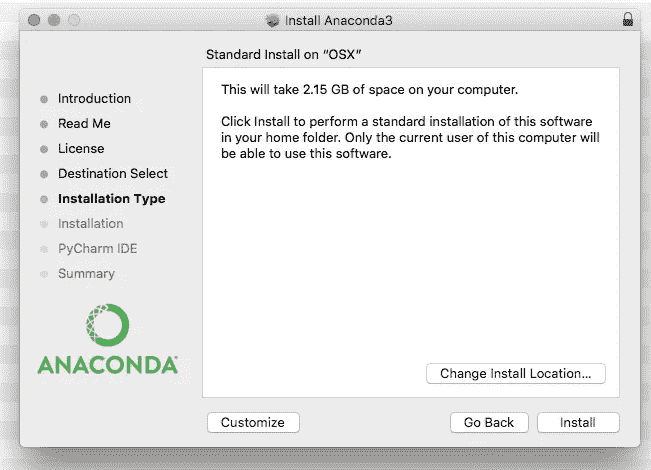 Install Anaconda3
Standard Install on “OSX”
Introduction
Read Me
License
Destination Select
Installation Type
Installation
PyCharm IDE
Summary
ANACONDA®
This will take 2.15 GB of space on your computer.
Click Install to perform a standard installation of this software
in your home folder. Only the current user of this computer will
be able to use this software.
Change Install Location...
Customize
Go Back
Install